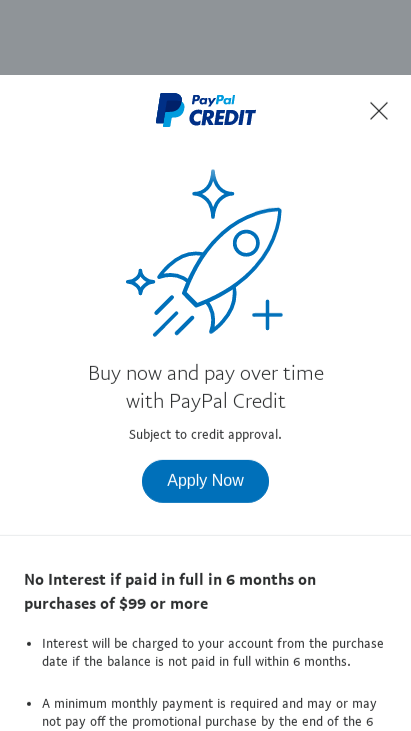 PayPal
CREDIT
Buy now and pay over time
with PayPal Credit
Subject to credit approval.
Apply Now
No Interest if paid in full in 6 months on
purchases of $99 or more
• Interest will be charged to your account from the purchase
date if the balance is not paid in full within 6 months.
• A minimum monthly payment is required and may or may
not pay off the promotional purchase by the end of the 6